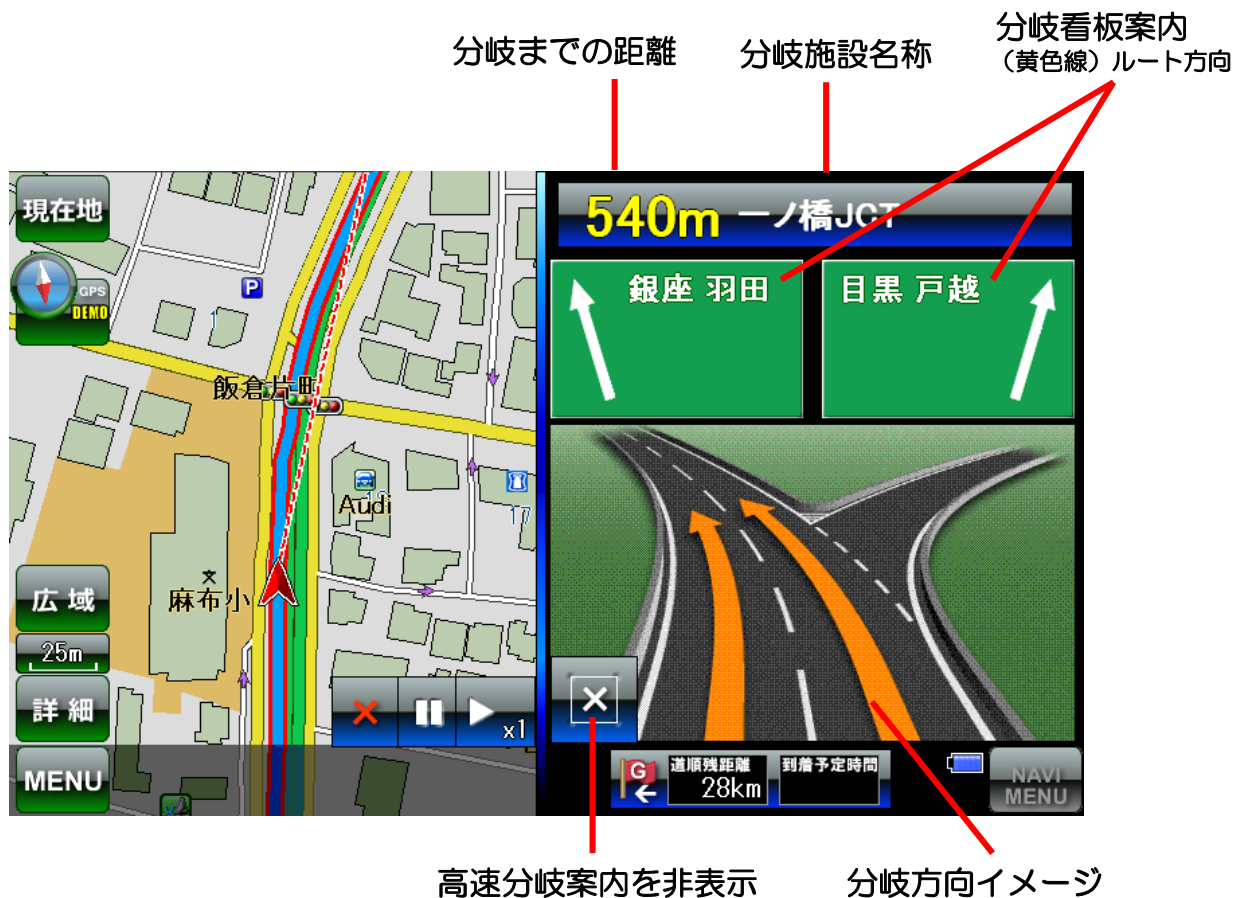 分岐までの距離
分岐施設名称
分岐看板案内
（黄色線）ルート方向
現在地
GPS
DEMO
P
1
飯倉片町
Audi
17
麻布小
文
広域
25m
詳細
MENU
x1
540m 一ノ橋JCT
銀座 羽田
目黒 戸越
G
道順残距離
28km
到着予定時間
NAVI
MENU
高速分岐案内を非表示
分岐方向イメージ